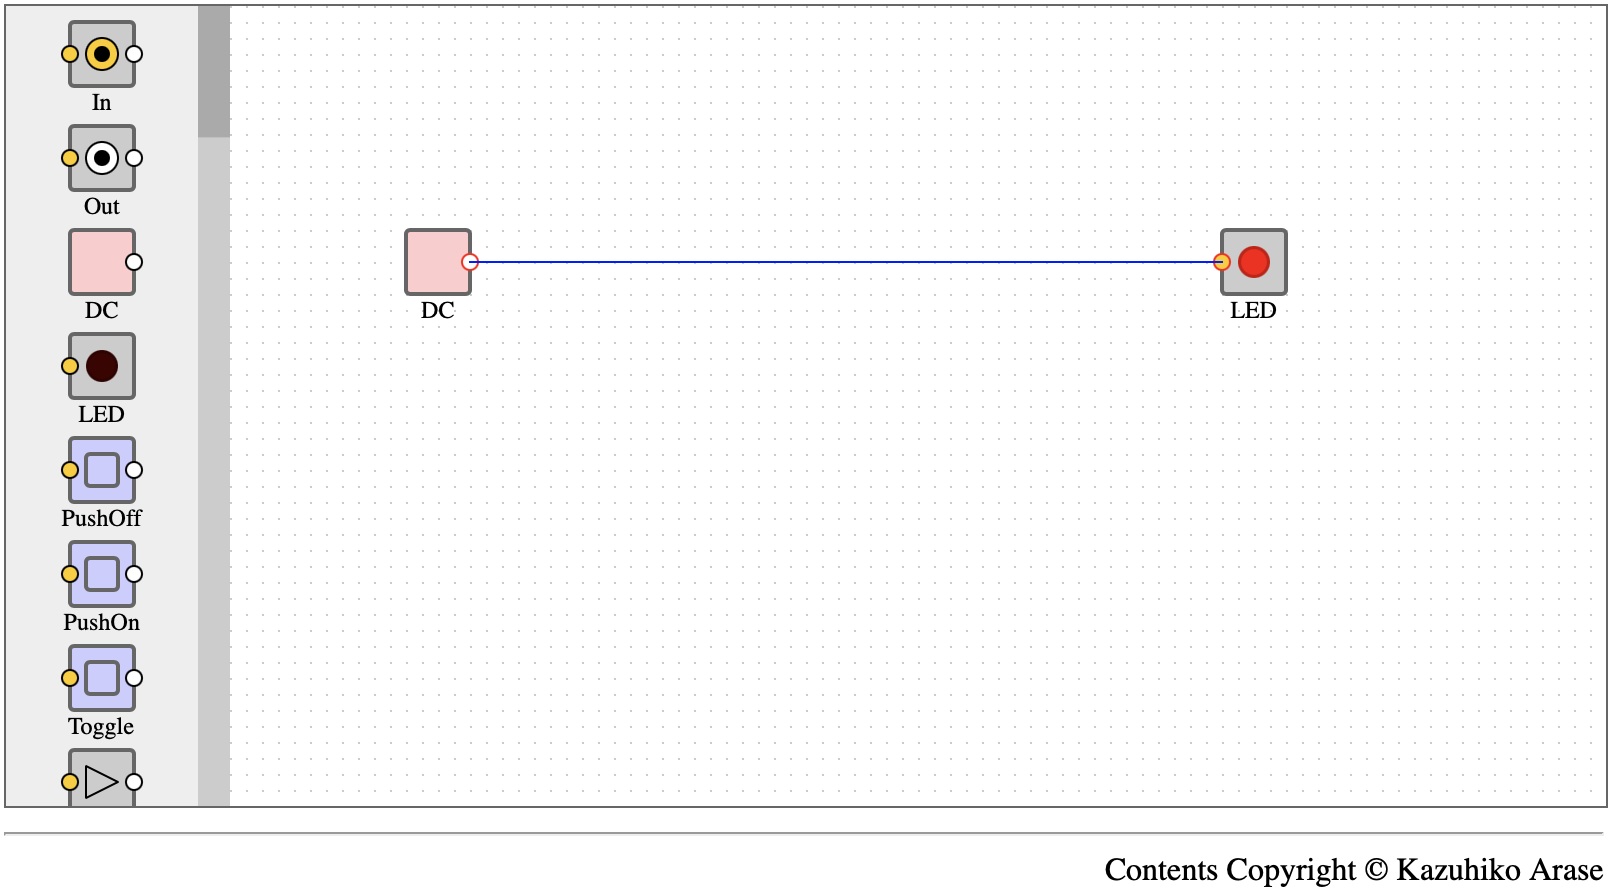 In
Out
DC
LED
PushOff
PushOn
Toggle
DC
LED
Contents Copyright © Kazuhiko Arase